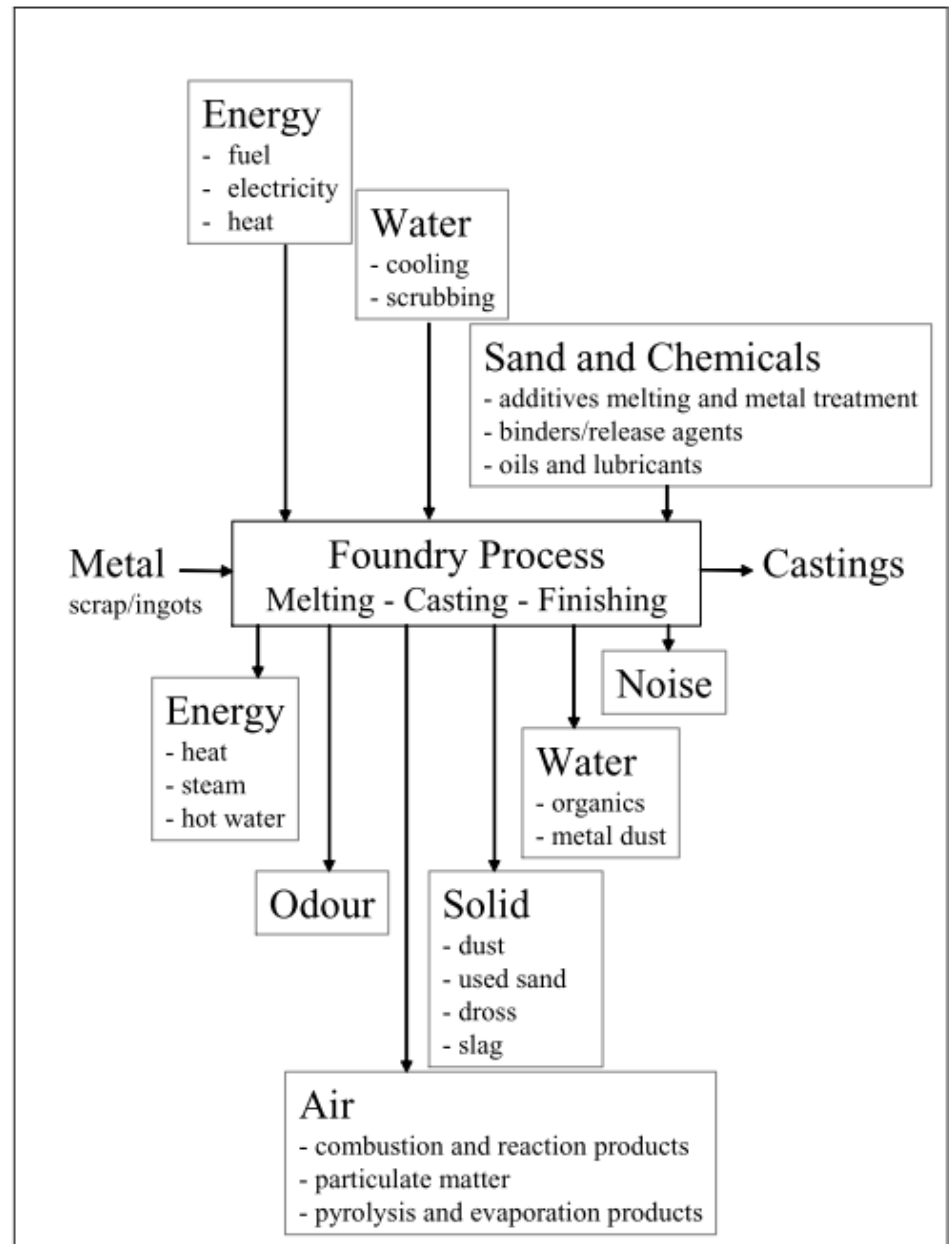 Energy
- fuel
- electricity
- heat
Water
- cooling
- scrubbing
Sand and Chemicals
- additives melting and metal treatment
- binders/release agents
- oils and lubricants
Metal
scrap/ingots
Foundry Process
Melting - Casting - Finishing
Castings
Energy
- heat
- steam
- hot water
Odour
Air
- combustion and reaction products
- particulate matter
- pyrolysis and evaporation products
Solid
- dust
- used sand
- dross
- slag
Water
- organics
- metal dust
Noise